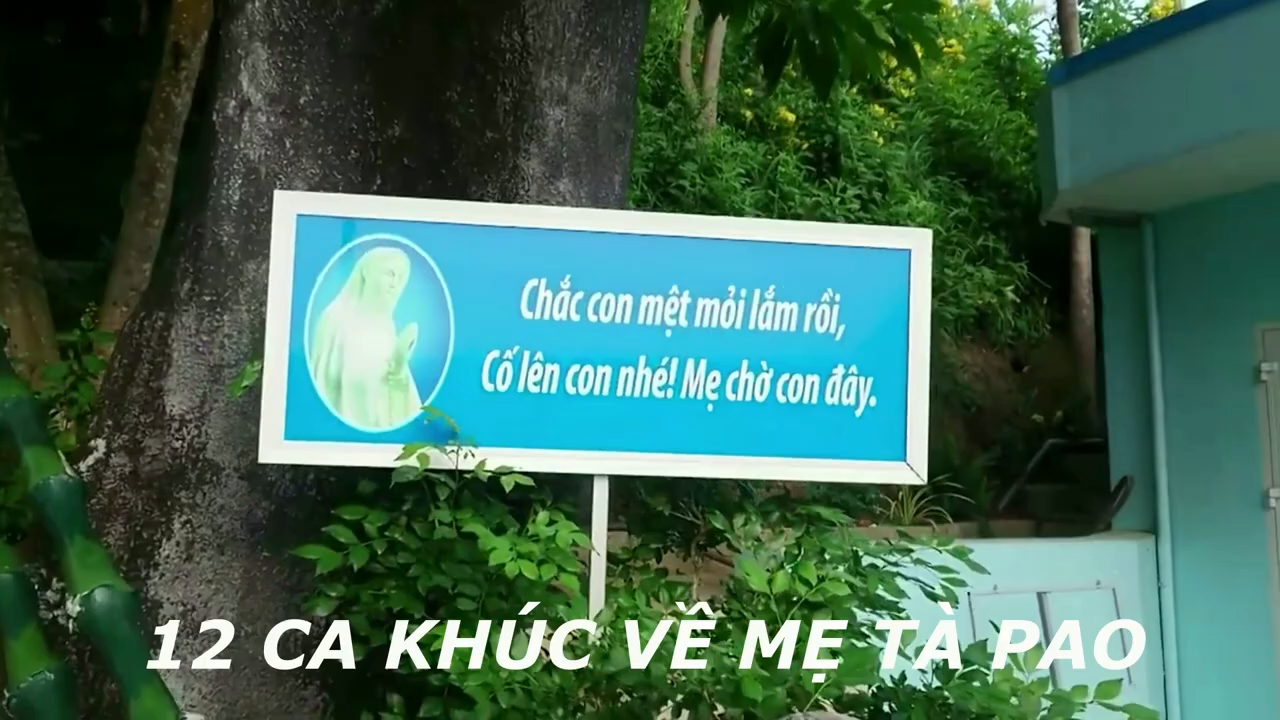 Chắc con mệt mỏi lắm rồi,
Cố lên con nhé! Mẹ chờ con đây.
12 CA KHÚC VỀ MẸ TÀ PAO